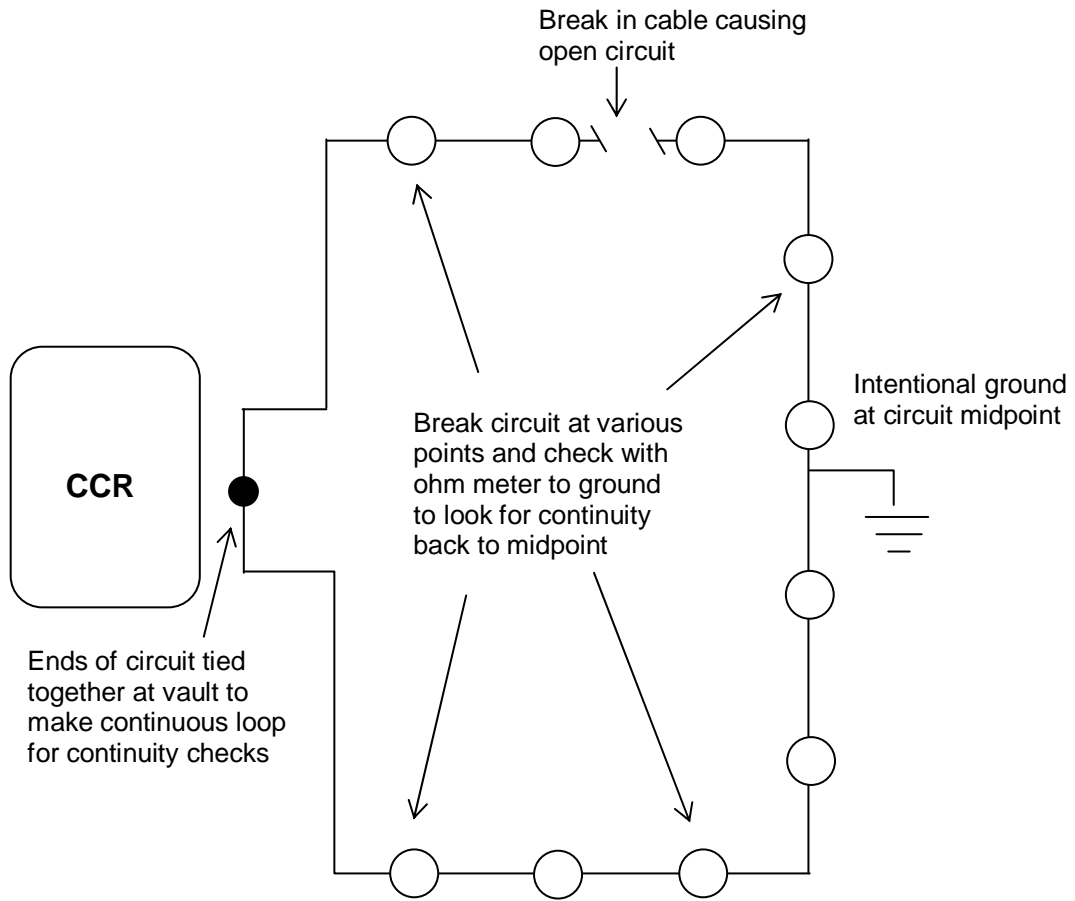 Break in cable causing
open circuit
Intentional ground
at circuit midpoint
Break circuit at various
points and check with
ohm meter to ground
to look for continuity
back to midpoint
CCR
Ends of circuit tied
together at vault to
make continuous loop
for continuity checks